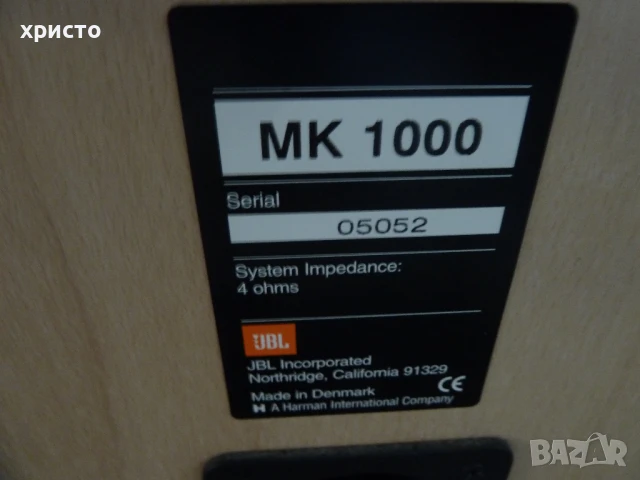 христо
MK 1000
Serial
05052
System Impedance:
4 ohms
JBL
JBL Incorporated
Northridge, California 91329
Made in Denmark
CE
H A Harman International Company
BAZAR